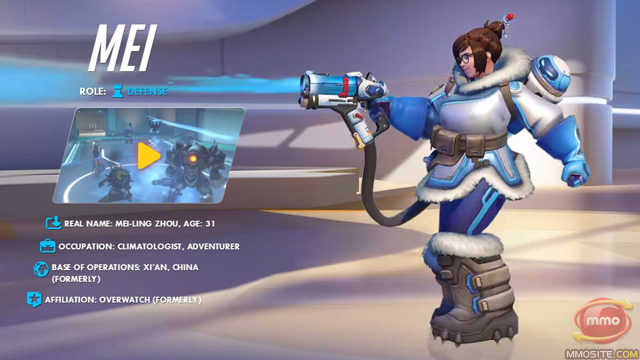 MEI
ROLE: DEFENSE
REAL NAME: MEI-LING ZHOU, AGE: 31
OCCUPATION: CLIMATOLOGIST, ADVENTURER
BASE OF OPERATIONS: XI'AN, CHINA
(FORMERLY)
AFFILIATION: OVERWATCH (FORMERLY)
mmo
MMOSITE.COM